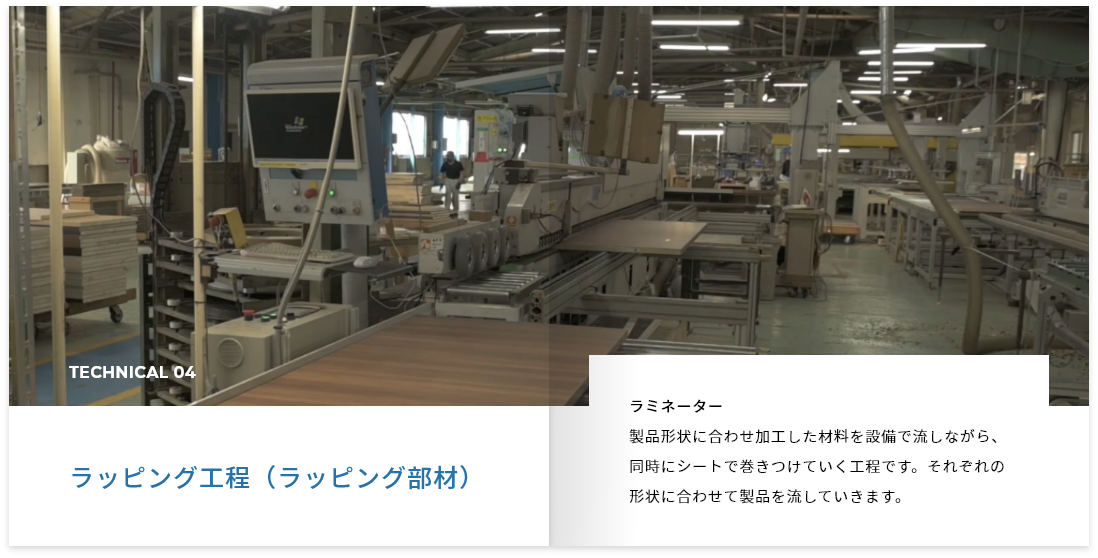 TECHNICAL 04
ラッピング工程（ラッピング部材）
ラミネーター
製品形状に合わせ加工した材料を設備で流しながら、
同時にシートで巻きつけていく工程です。それぞれの
形状に合わせて製品を流していきます。